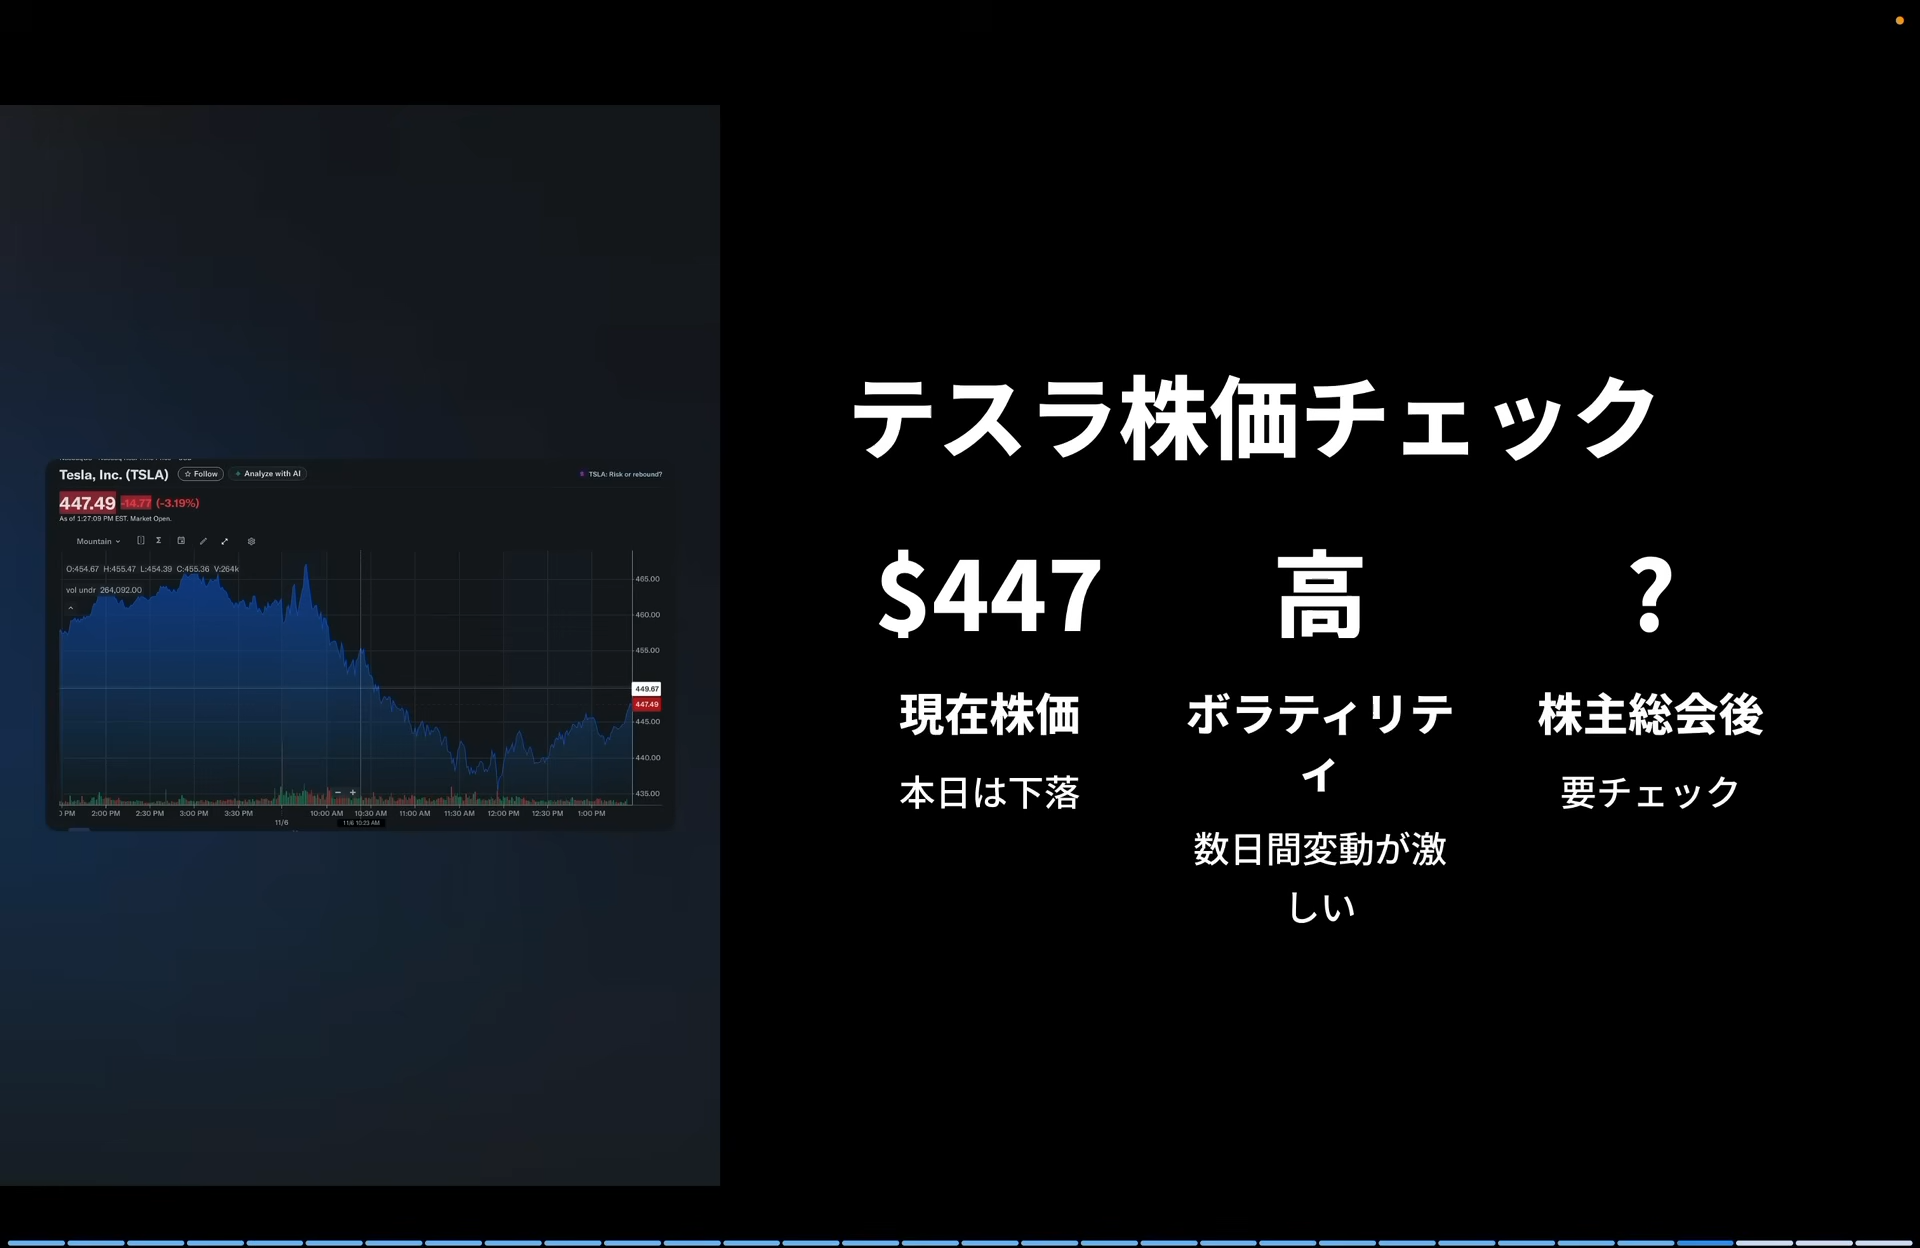 Tesla, Inc. (TSLA)
☆ Follow
Analyze with AI
TSLA: Risk or rebound?
447.49 -14.77 (-3.19%)
As of 1:27:09 PM EST. Market Open.
Mountain
O:454.67 H:455.47 L:454.39 C:455.36 V:264k
vol undr 264,092.00
465.00
460.00
455.00
449.67
447.49
445.00
440.00
435.00
PM 2:00 PM 2:30 PM 3:00 PM 3:30 PM 10:00 AM 10:30 AM 11:00 AM 11:30 AM 12:00 PM 12:30 PM 1:00 PM
11/6
11/6 10:23 AM
テスラ株価チェック
$447
現在株価
本日は下落
高
ボラティリテ
ィ
数日間変動が激
しい
?
株主総会後
要チェック